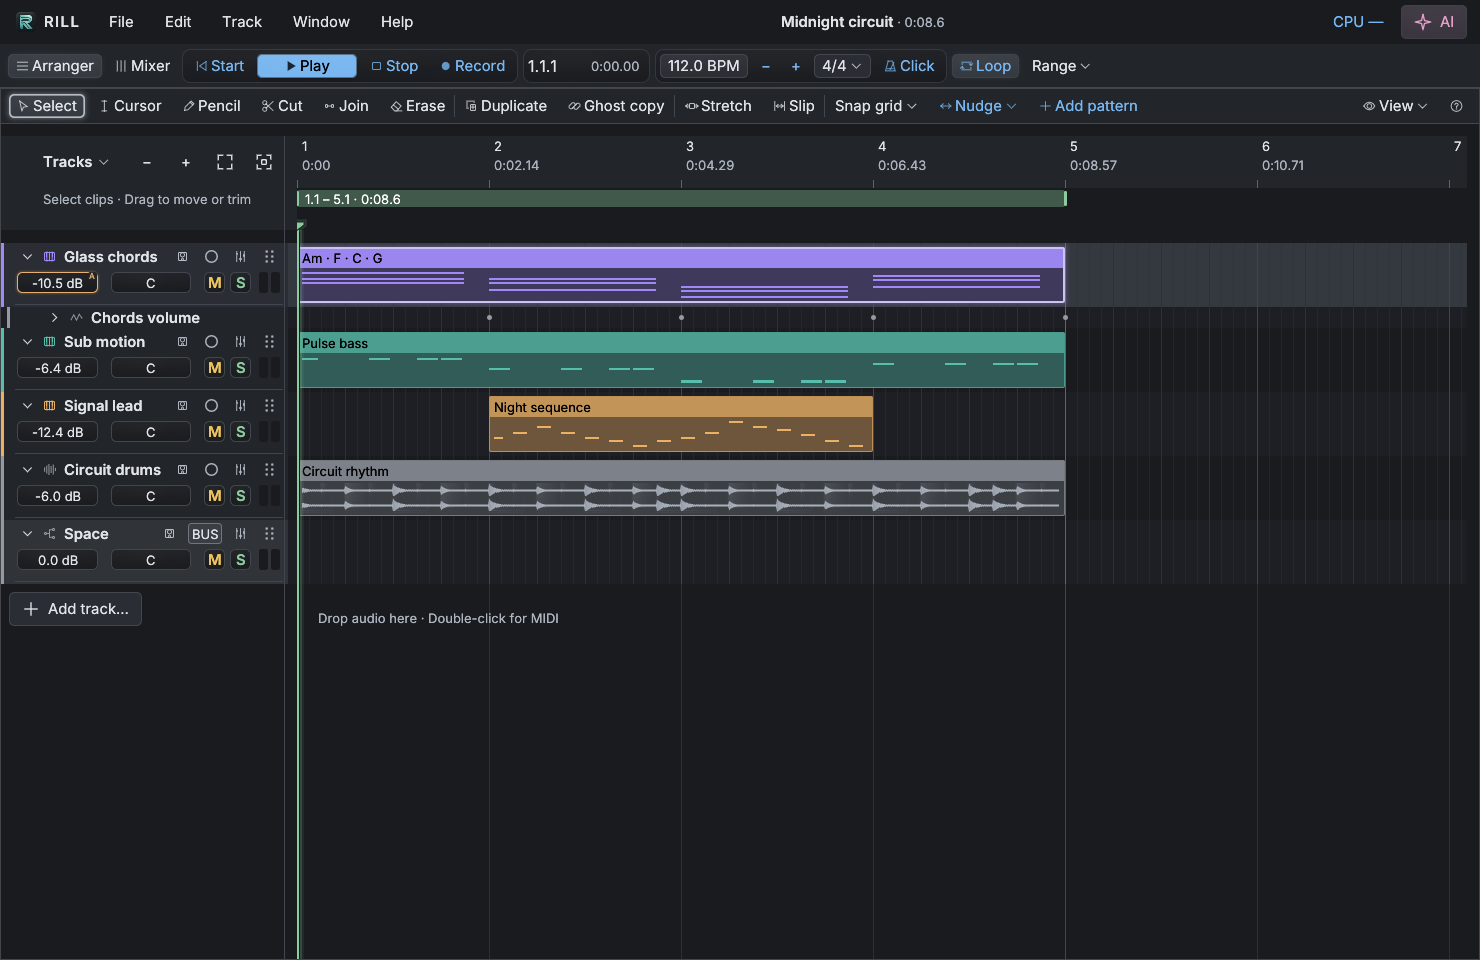 RILL File Edit Track Window Help Midnight circuit · 0:08.6 CPU — AI
Arranger Mixer Start Play Stop Record 1.1.1 0:00.00 112.0 BPM – + 4/4 Click Loop Range
Select Cursor Pencil Cut Join Erase Duplicate Ghost copy Stretch Slip Snap grid Nudge + Add pattern View ?
Tracks – +
1 2 3 4 5 6 7
0:00 0:02.14 0:04.29 0:06.43 0:08.57 0:10.71
Select clips · Drag to move or trim
1.1 – 5.1 · 0:08.6
Glass chords
Am · F · C · G
-10.5 dB A C M S
Chords volume
Sub motion
Pulse bass
-6.4 dB C M S
Signal lead
Night sequence
-12.4 dB C M S
Circuit drums
Circuit rhythm
-6.0 dB C M S
Space BUS
0.0 dB C M S
+ Add track...
Drop audio here · Double-click for MIDI